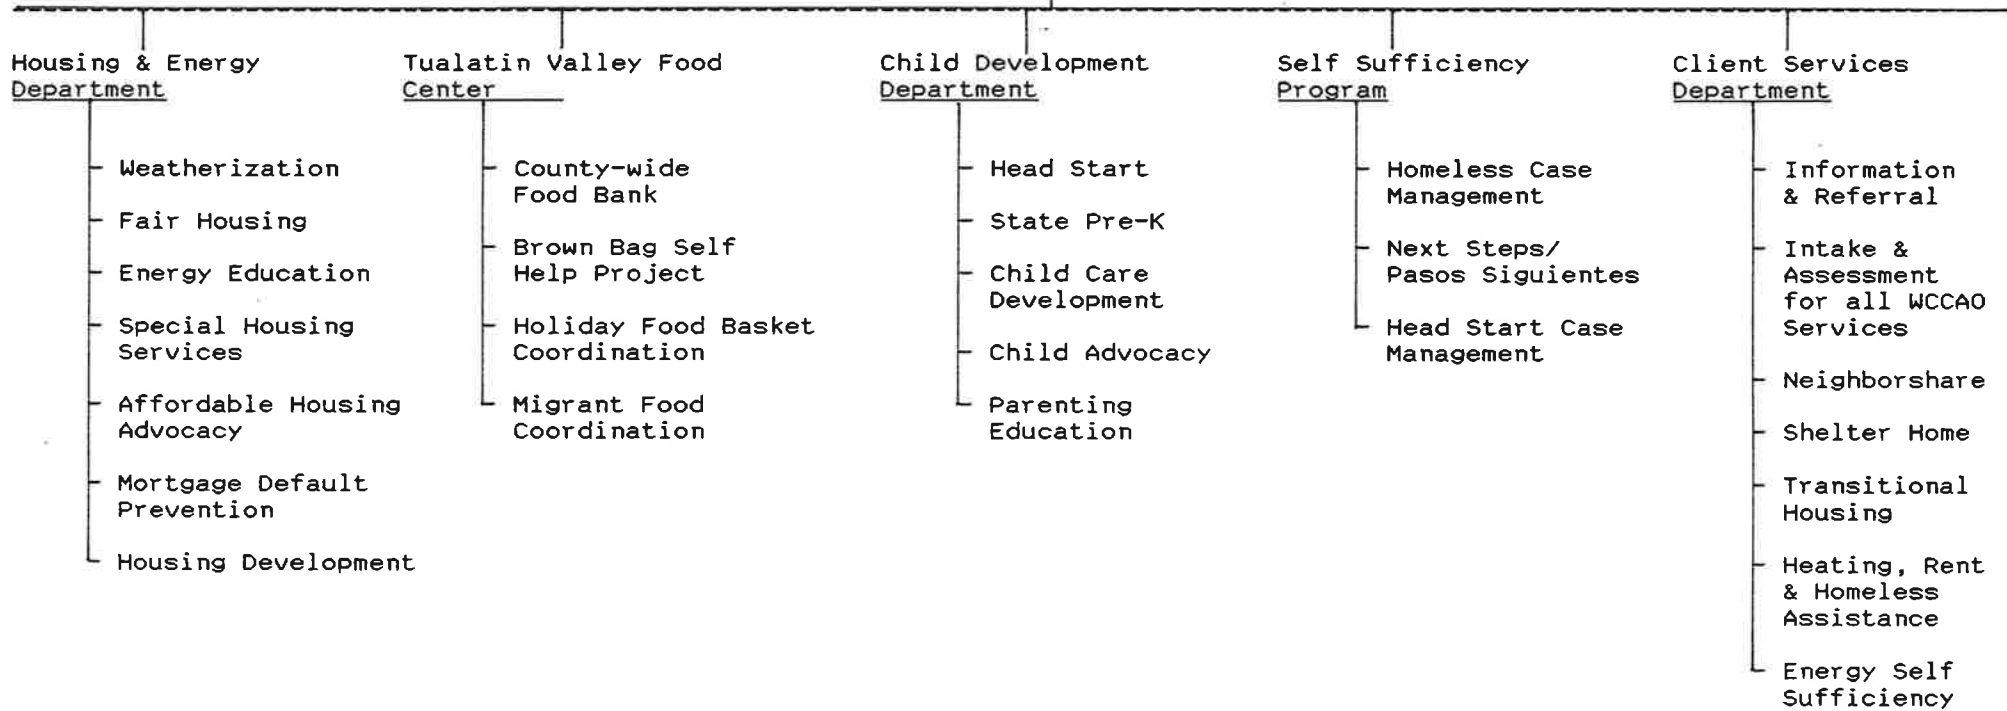 Housing & Energy
Department
Weatherization
Fair Housing
Energy Education
Special Housing
Services
Affordable Housing
Advocacy
Mortgage Default
Prevention
Housing Development
Tualatin Valley Food
Center
County-wide
Food Bank
Brown Bag Self
Help Project
Holiday Food Basket
Coordination
Migrant Food
Coordination
Child Development
Department
Head Start
State Pre-K
Child Care
Development
Child Advocacy
Parenting
Education
Self Sufficiency
Program
Homeless Case
Management
Next Steps/
Pasos Siguientes
Head Start Case
Management
Client Services
Department
Information
& Referral
Intake &
Assessment
for all WCCAO
Services
Neighborshare
Shelter Home
Transitional
Housing
Heating, Rent
& Homeless
Assistance
Energy Self
Sufficiency